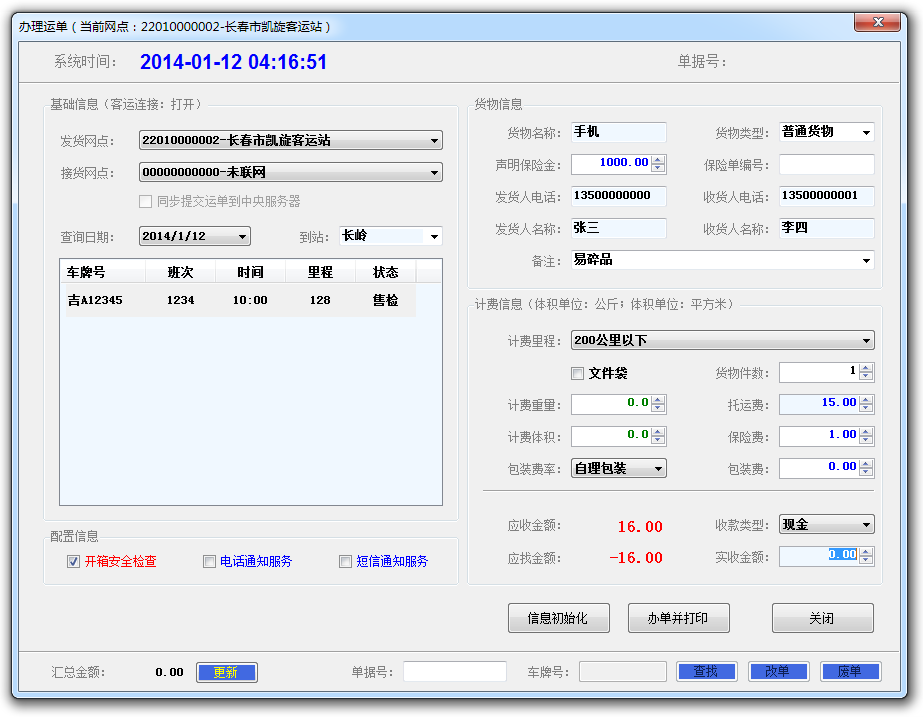 办理运单(当前网点：22010000002-长春市凯旋客运站)
系统时间： 2014-01-12 04:16:51 单据号：
基础信息（客运连接：打开）
发货网点： 22010000002-长春市凯旋客运站
接货网点： 00000000000-未联网
同步提交运单到中央服务器
查询日期： 2014/1/12 到站： 长岭
车牌号 班次 时间 里程 状态
吉A12345 1234 10:00 128 售检
配置信息
开箱安全检查 电话通知服务 短信通知服务
货物信息
货物名称： 手机 货物类型： 普通货物
声明保险金： 1000.00 保险单编号：
发货人电话： 13500000000 收货人电话： 13500000001
发货人名称： 张三 收货人名称： 李四
备注： 易碎品
计费信息（体积单位：公斤；体积单位：平方米）
计费里程： 200公里以下
文件袋 货物件数： 1
计费重量： 0.0 托运费： 15.00
计费体积： 0.0 保险费： 1.00
包装费率： 自理包装 包装费： 0.00
应收金额： 16.00 收款类型： 现金
应找金额： -16.00 实收金额： 0.00
信息初始化 办单并打印 关闭
汇总金额： 0.00 更新 单据号： 车牌号： 查找 改单 废单